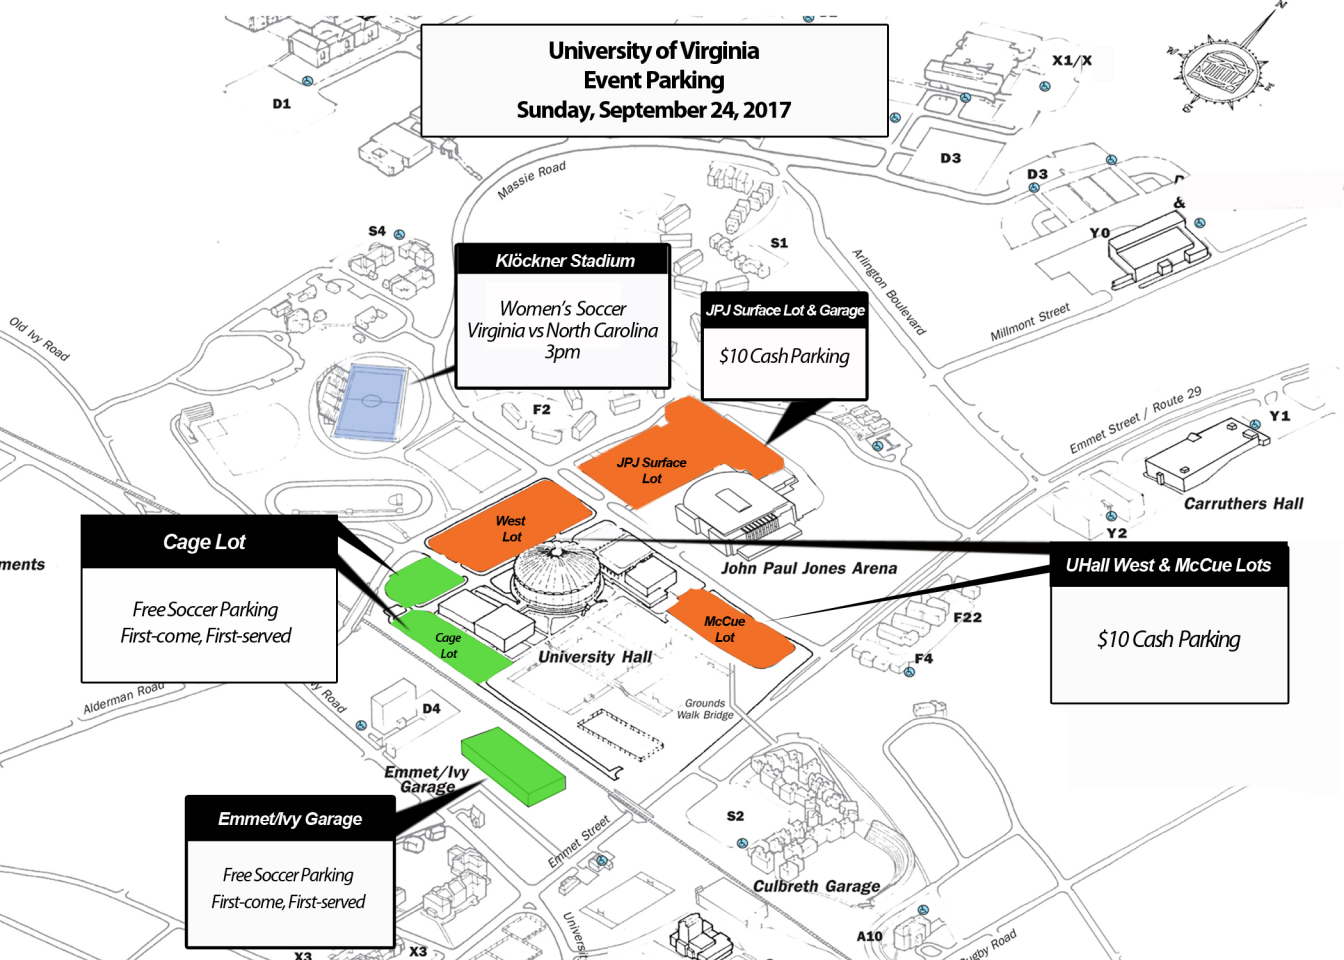 University of Virginia
Event Parking
Sunday, September 24, 2017
X1/X
D1
D3
D3
Massie Road
&
S4
Y0
S1
Klöckner Stadium
Women's Soccer
Virginia vs North Carolina
3pm
Arlington Boulevard
JPJ Surface Lot & Garage
$10 Cash Parking
Millmont Street
Old Ivy Road
F2
Emmet Street / Route 29
Y1
JPJ Surface
Lot
Carruthers Hall
West
Lot
Y2
Cage Lot
Free Soccer Parking
First-come, First-served
ments
John Paul Jones Arena
UHall West & McCue Lots
$10 Cash Parking
McCue
Lot
F22
Cage
Lot
University Hall
F4
Alderman Road
vy Road
D4
Grounds
Walk Bridge
Emmet/Ivy
Garage
Emmet/Ivy Garage
Free Soccer Parking
First-come, First-served
S2
Emmet Street
Culbreth Garage
Universit
A10
Rugby Road
X3
X3
N
S